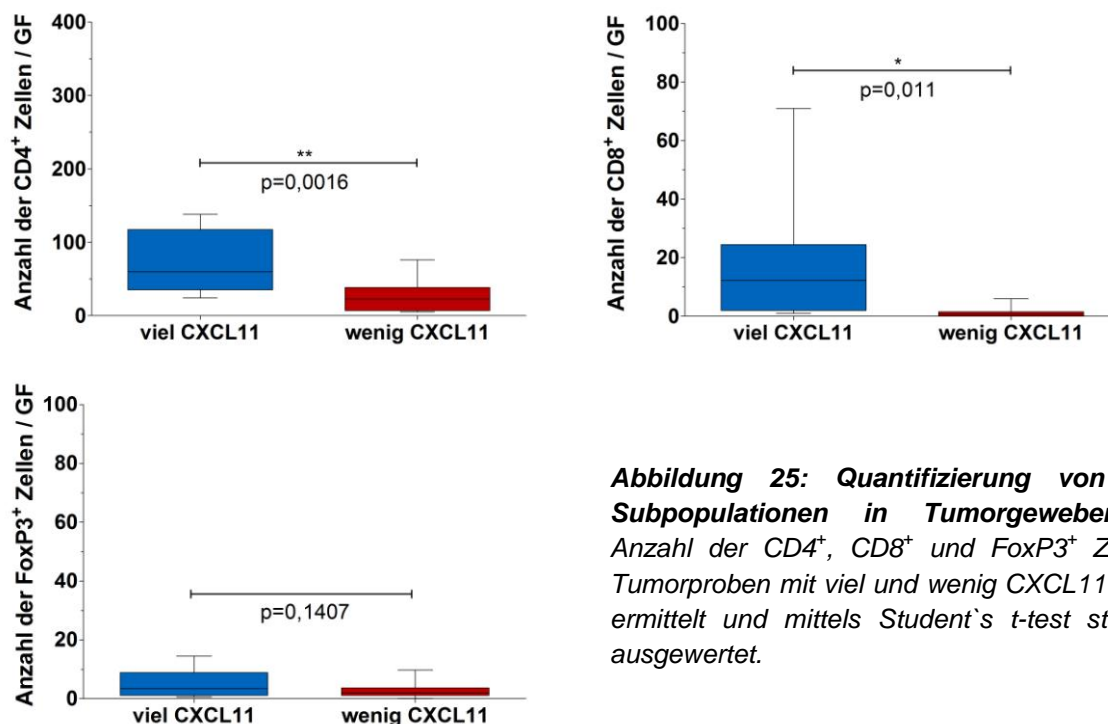 Anzahl der CD4+ Zellen / GF
400
300
200
100
0
**
p=0,0016
viel CXCL11
wenig CXCL11
Anzahl der CD8+ Zellen / GF
100
80
60
40
20
0
*
p=0,011
viel CXCL11
wenig CXCL11
Anzahl der FoxP3+ Zellen / GF
100
80
60
40
20
0
p=0,1407
viel CXCL11
wenig CXCL11
Abbildung 25: Quantifizierung von
Subpopulationen in Tumorgewebe
Anzahl der CD4+, CD8+ und FoxP3+ Z
Tumorproben mit viel und wenig CXCL11
ermittelt und mittels Student`s t-test st
ausgewertet.